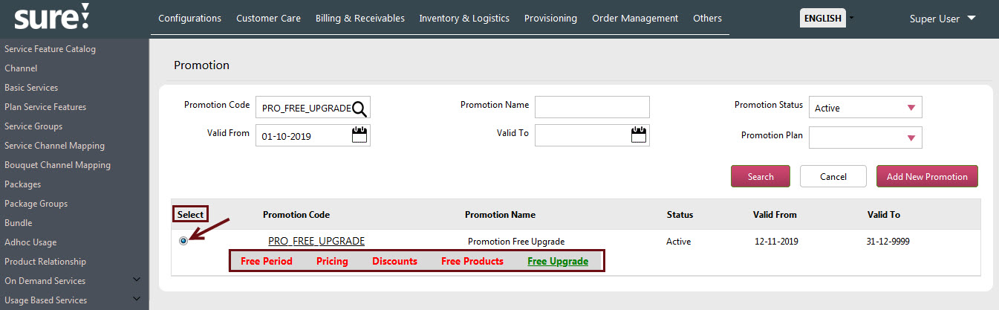 sure!
Configurations Customer Care Billing & Receivables Inventory & Logistics Provisioning Order Management Others ENGLISH Super User
Service Feature Catalog
Channel
Basic Services
Plan Service Features
Service Groups
Service Channel Mapping
Bouquet Channel Mapping
Packages
Package Groups
Bundle
Adhoc Usage
Product Relationship
On Demand Services
Usage Based Services
Promotion
Promotion Code PRO_FREE_UPGRADE Promotion Name Promotion Status Active
Valid From 01-10-2019 Valid To Promotion Plan
Search Cancel Add New Promotion
Select Promotion Code Promotion Name Status Valid From Valid To
PRO_FREE_UPGRADE Promotion Free Upgrade Active 12-11-2019 31-12-9999
Free Period Pricing Discounts Free Products Free Upgrade